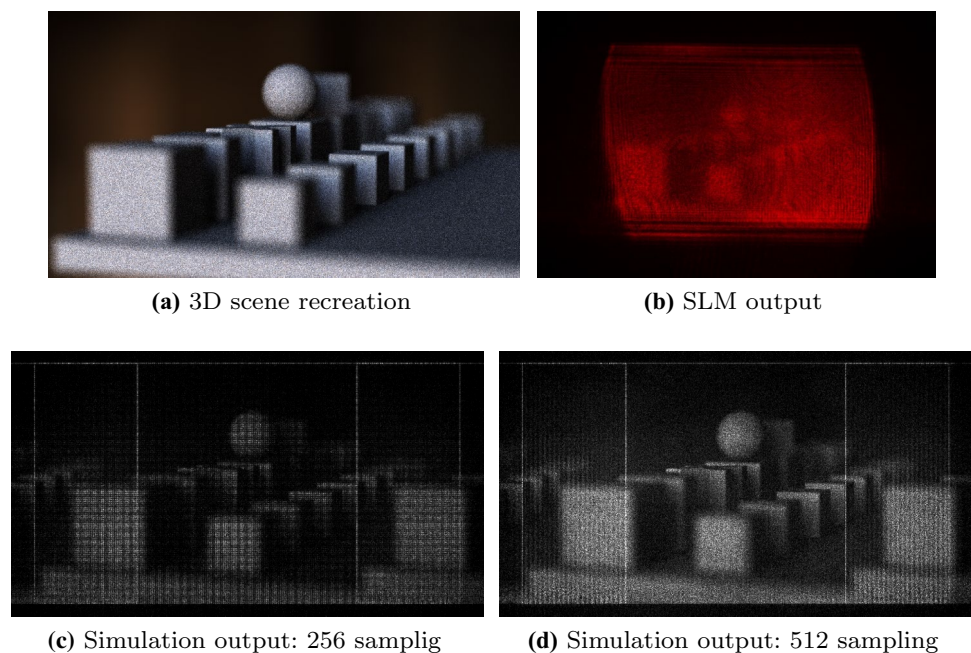 (a) 3D scene recreation
(b) SLM output
(c) Simulation output: 256 samplig
(d) Simulation output: 512 sampling